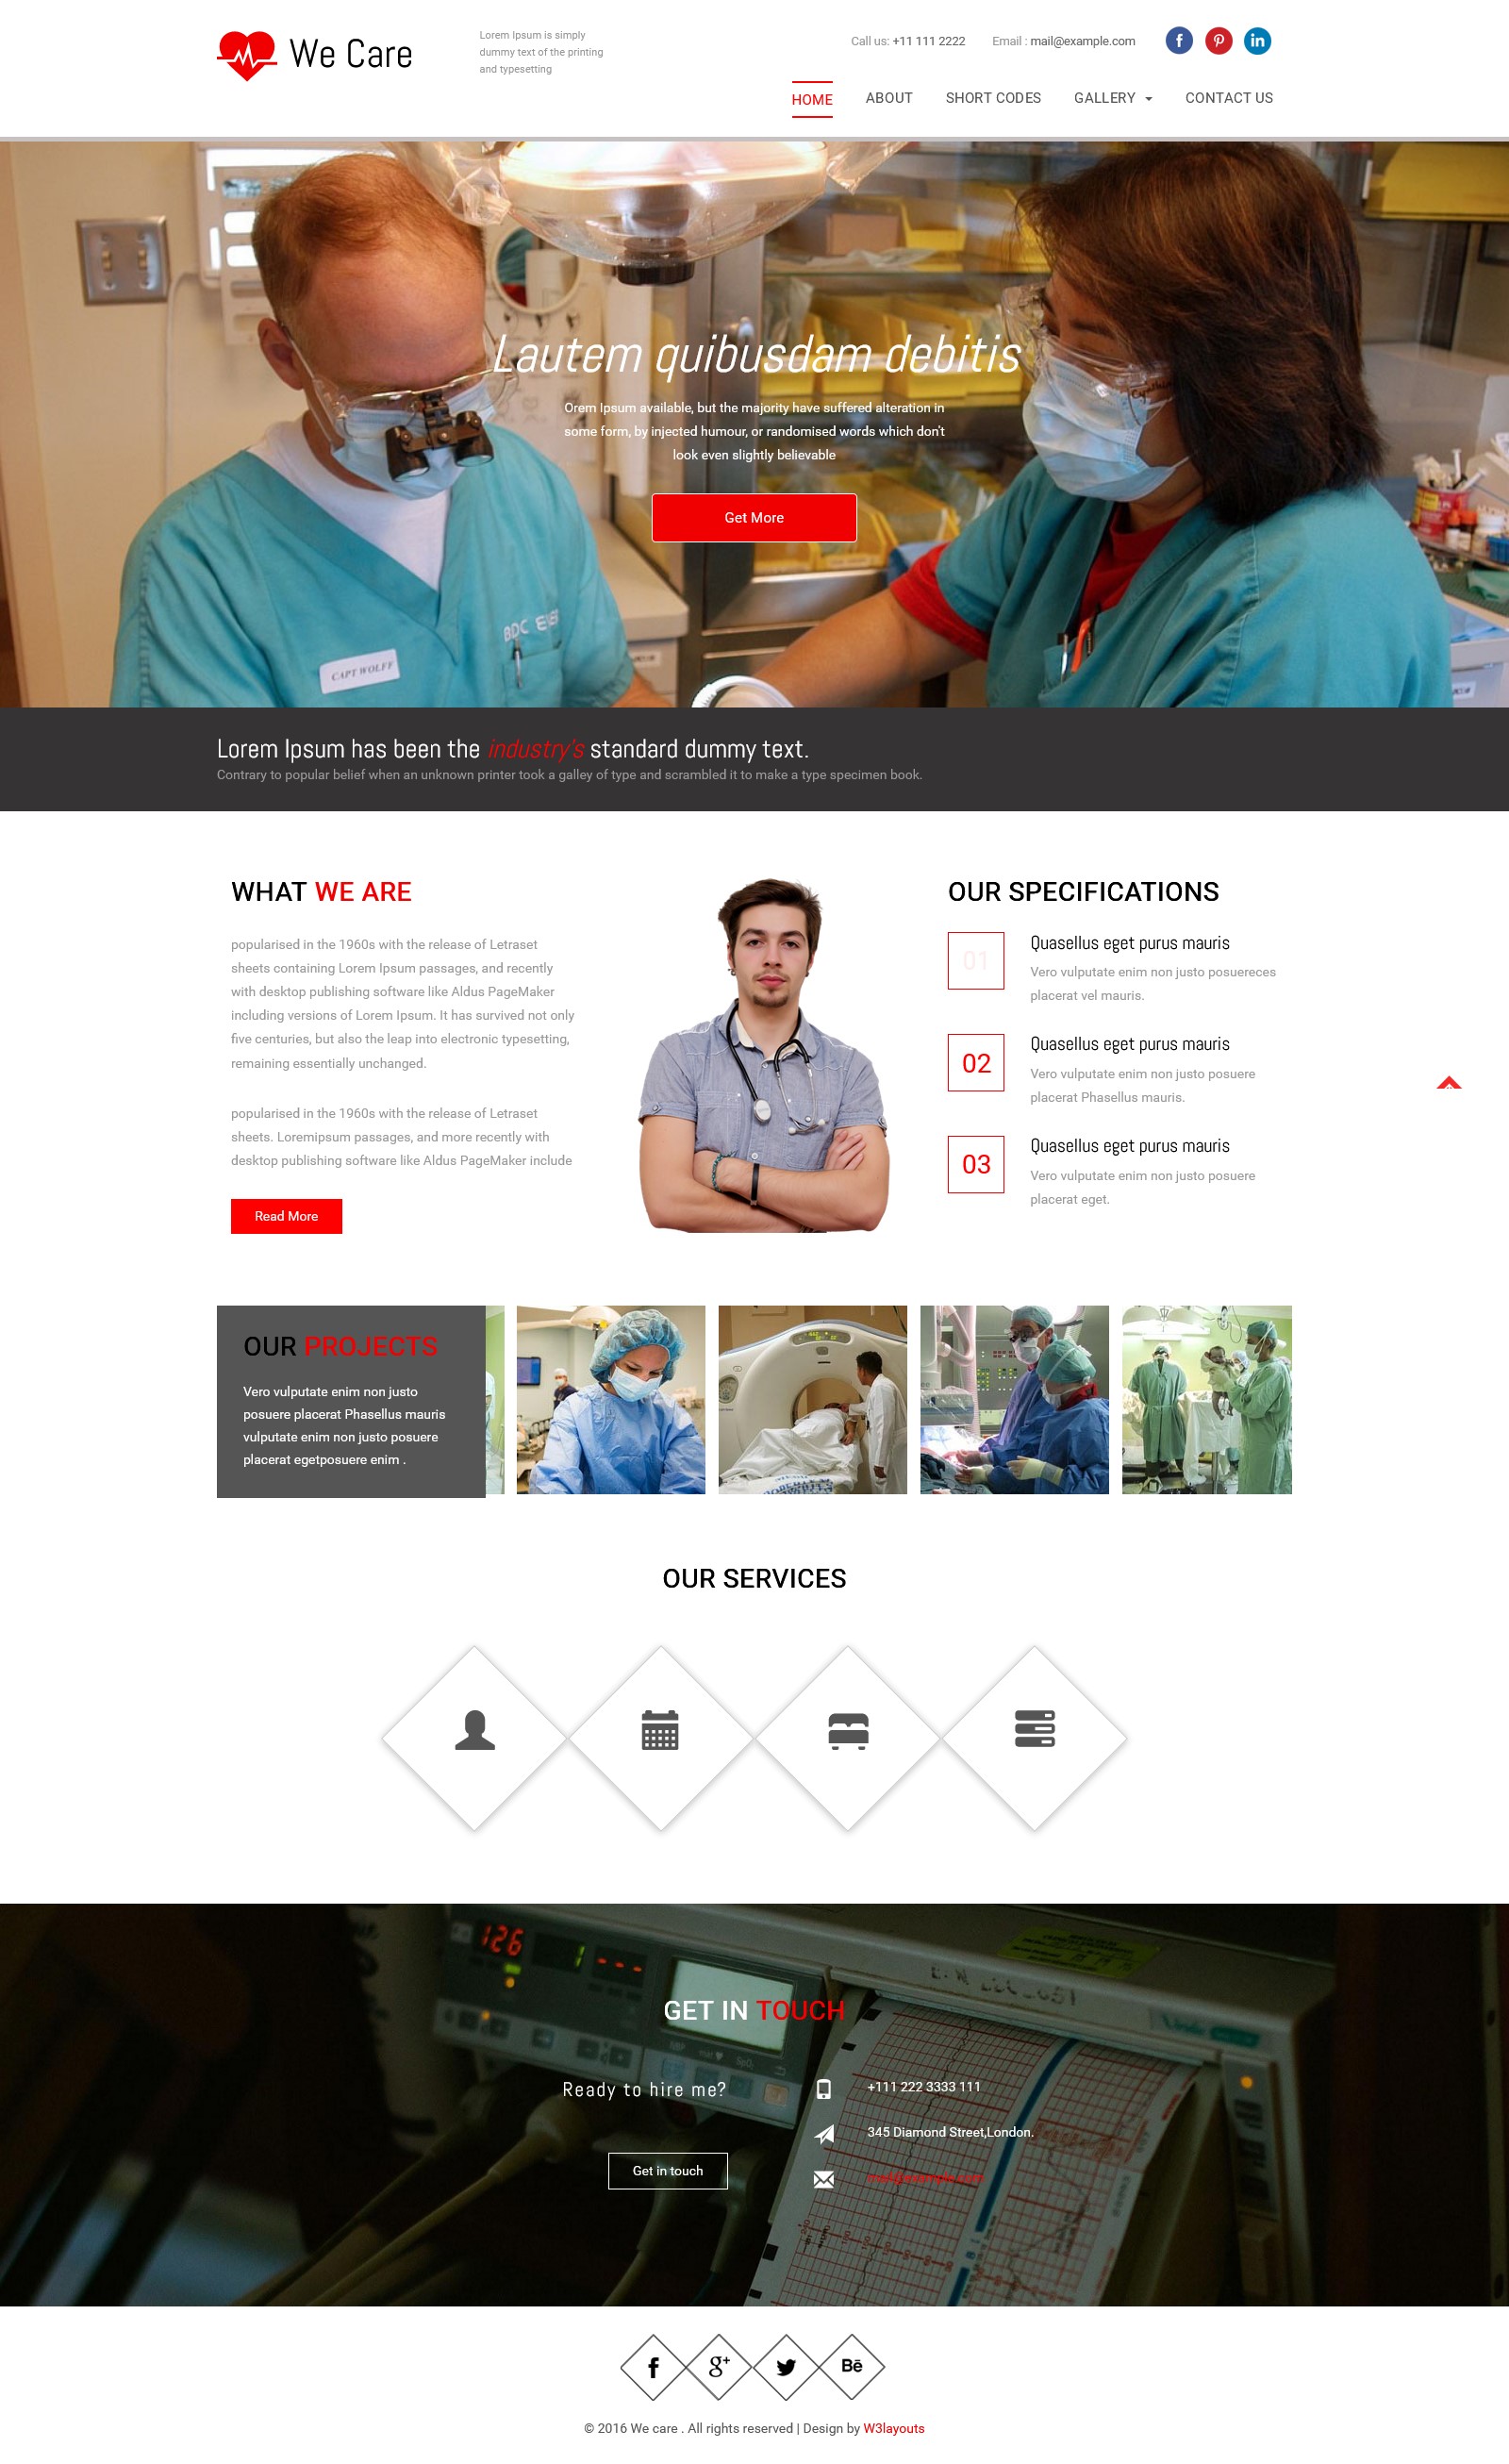 We Care
Lorem Ipsum is simply
dummy text of the printing
and typesetting
Call us: +11 111 2222
Email : mail@example.com
HOME
ABOUT
SHORT CODES
GALLERY
CONTACT US
Lautem quibusdam debitis
Orem Ipsum available, but the majority have suffered alteration in
some form, by injected humour, or randomised words which don't
look even slightly believable
Get More
CAPT WOLFF
Lorem Ipsum has been the industry's standard dummy text.
Contrary to popular belief when an unknown printer took a galley of type and scrambled it to make a type specimen book.
WHAT WE ARE
popularised in the 1960s with the release of Letraset
sheets containing Lorem Ipsum passages, and recently
with desktop publishing software like Aldus PageMaker
including versions of Lorem Ipsum. It has survived not only
five centuries, but also the leap into electronic typesetting,
remaining essentially unchanged.
popularised in the 1960s with the release of Letraset
sheets. Loremipsum passages, and more recently with
desktop publishing software like Aldus PageMaker include
Read More
OUR SPECIFICATIONS
01
Quasellus eget purus mauris
Vero vulputate enim non justo posuereces
placerat vel mauris.
02
Quasellus eget purus mauris
Vero vulputate enim non justo posuere
placerat Phasellus mauris.
03
Quasellus eget purus mauris
Vero vulputate enim non justo posuere
placerat eget.
OUR PROJECTS
Vero vulputate enim non justo
posuere placerat Phasellus mauris
vulputate enim non justo posuere
placerat egetposuere enim .
OUR SERVICES
126
GET IN TOUCH
Ready to hire me?
Get in touch
+111 222 3333 111
345 Diamond Street,London.
mail@example.com
© 2016 We care . All rights reserved | Design by W3layouts